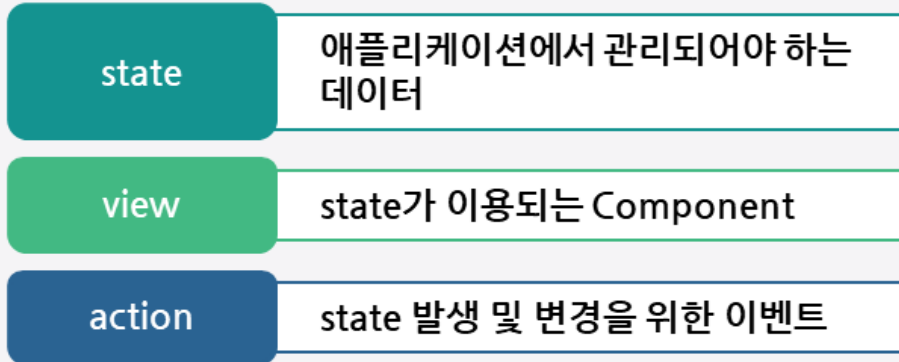 state
애플리케이션에서 관리되어야 하는
데이터
view
state가 이용되는 Component
action
state 발생 및 변경을 위한 이벤트